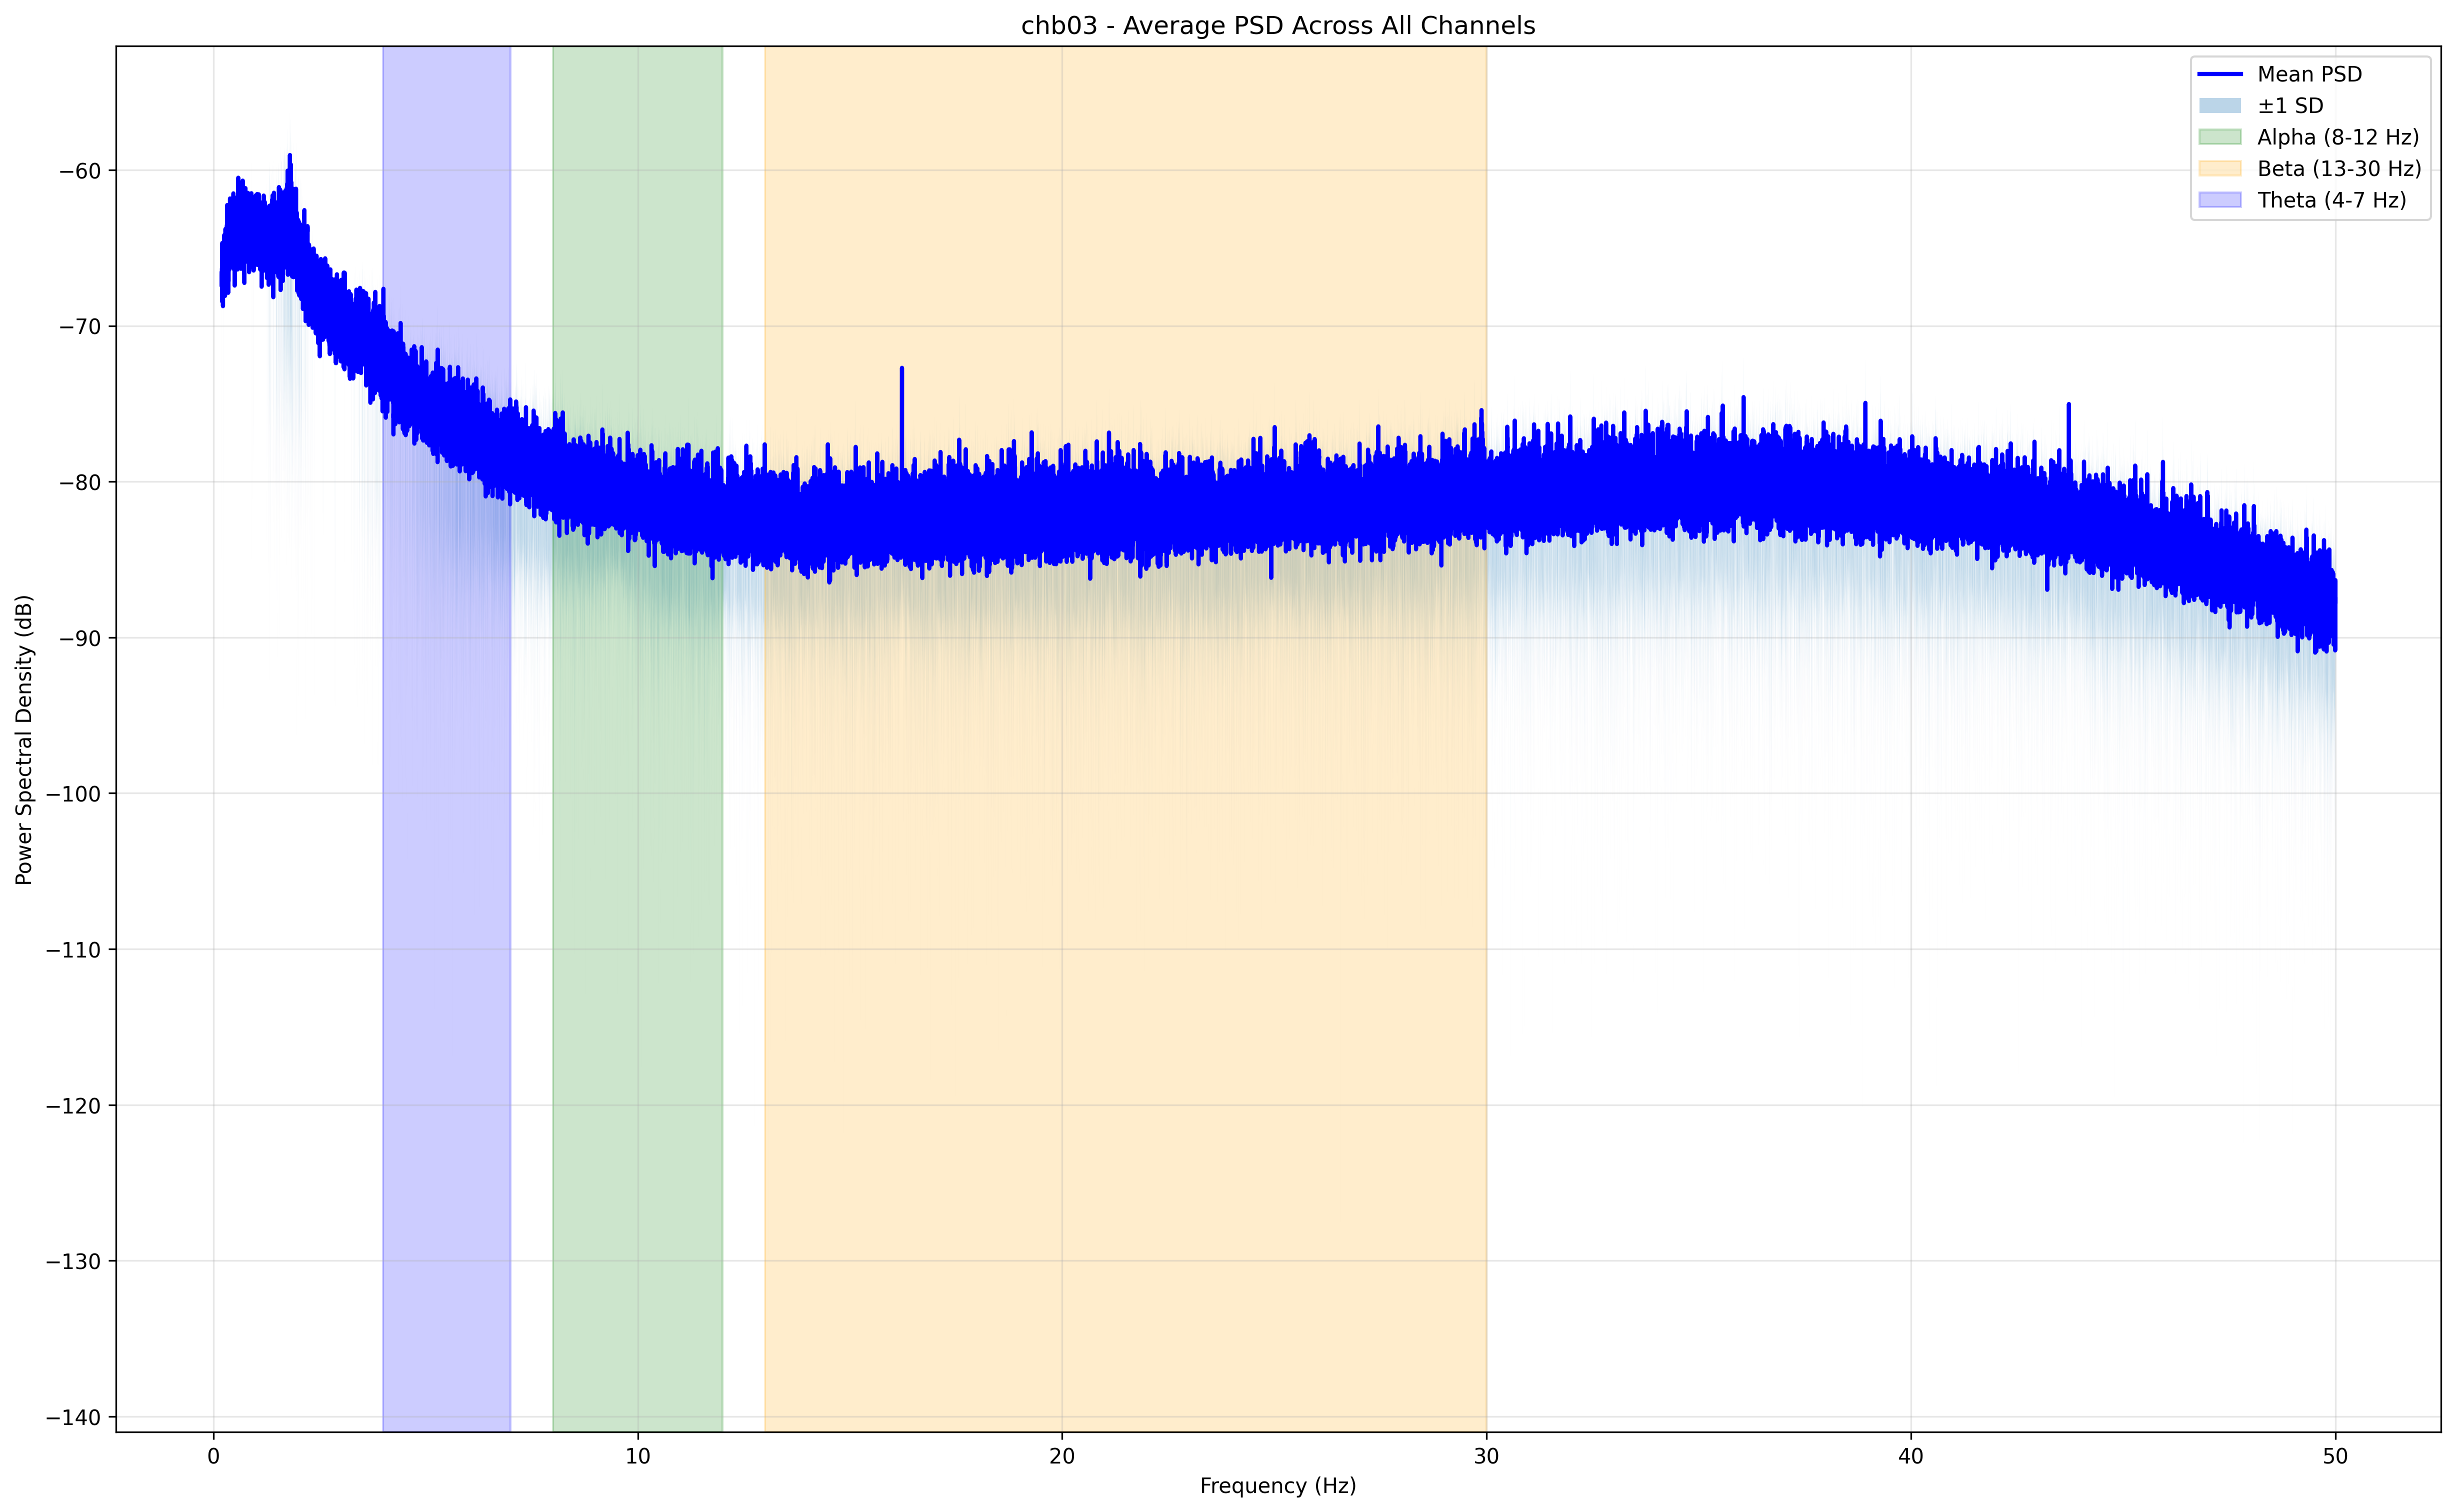 chb03 - Average PSD Across All Channels
Mean PSD
±1 SD
Alpha (8-12 Hz)
Beta (13-30 Hz)
Theta (4-7 Hz)
Power Spectral Density (dB)
−60
−70
−80
−90
−100
−110
−120
−130
−140
0 10 20 30 40 50
Frequency (Hz)